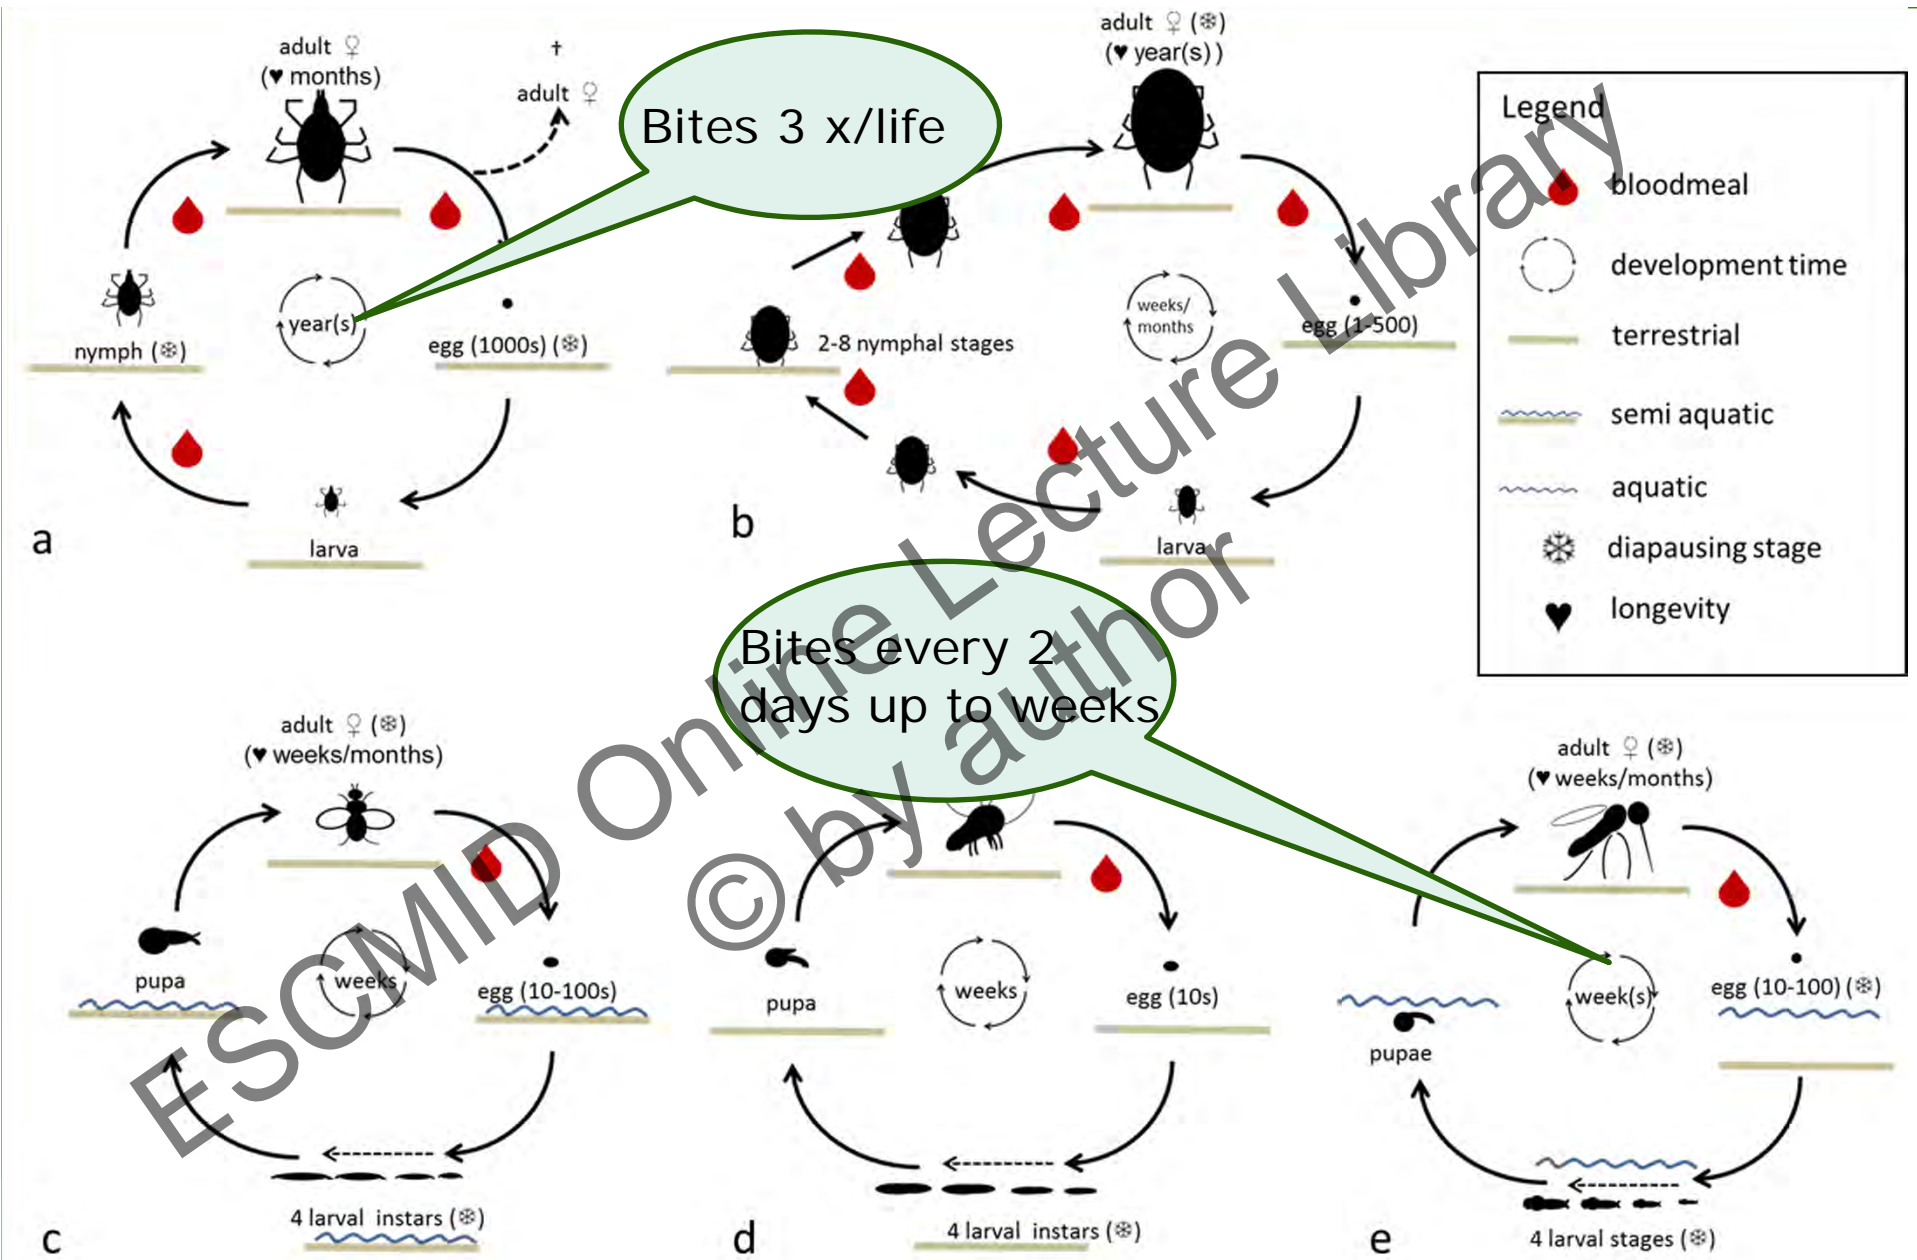 adult ♀
(♥ months)
†
adult ♀
Bites 3 x/life
year(s)
nymph (❄)
egg (1000s) (❄)
larva
a
adult ♀ (❄)
(♥ year(s) )
weeks/
months
2-8 nymphal stages
egg (1-500)
larva
b
Legend
bloodmeal
development time
terrestrial
semi aquatic
aquatic
diapausing stage
longevity
Bites every 2
days up to weeks
adult ♀ (❄)
(♥ weeks/months)
pupa
weeks
egg (10-100s)
4 larval instars (❄)
c
pupa
weeks
egg (10s)
4 larval instars (❄)
d
adult ♀ (❄)
(♥ weeks/months)
week(s)
egg (10-100) (❄)
pupae
4 larval stages (❄)
e
ESCMID Online Lecture Library
© by author